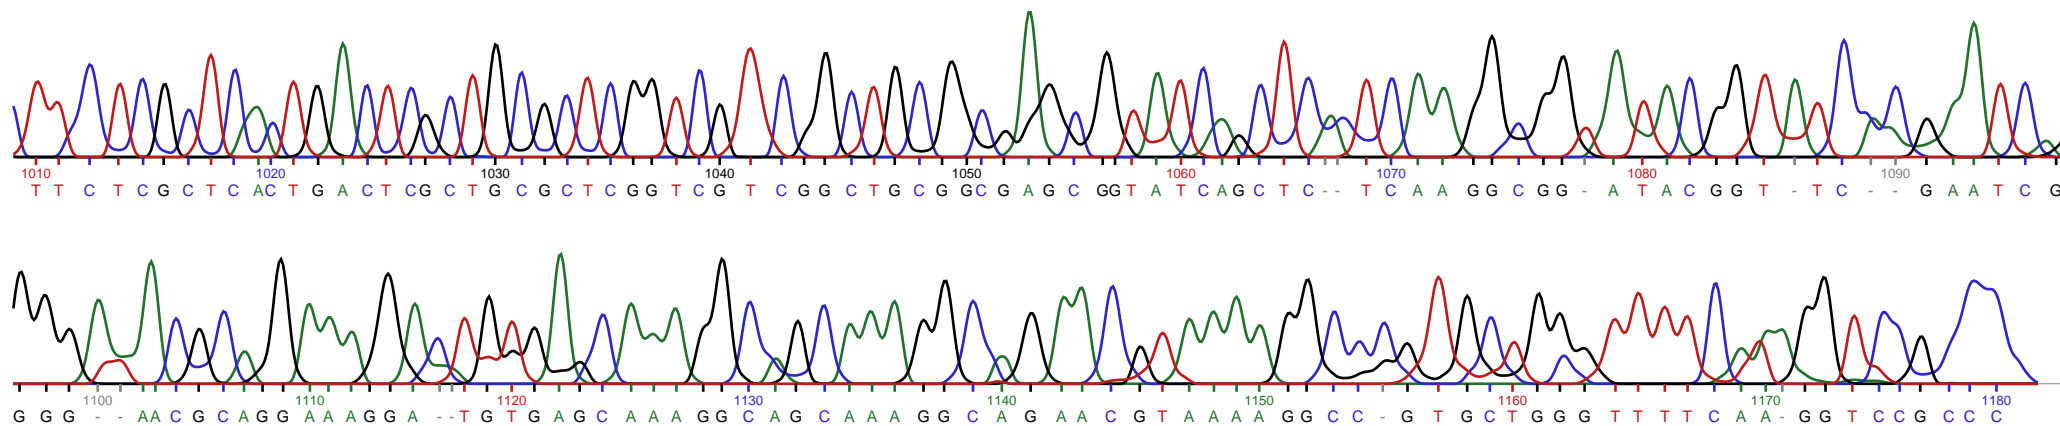 1010 1020 1030 1040 1050 1060 1070 1080 1090
T T C T C G C T C A C T G A C T C G C T G C G C T C G G T C G T C G G C T G C G G C G A G C G G T A T C A G C T C - - T C A A G G C G G - A T A C G G T - T C - - G A A T C G
1100 1110 1120 1130 1140 1150 1160 1170 1180
G G G - - A A C G C A G G A A A G G A - - T G T G A G C A A A G G C A G C A A A G G C A G A A C G T A A A A G G C C - G T G C T G G G T T T T C A A - G G T C C G C C C